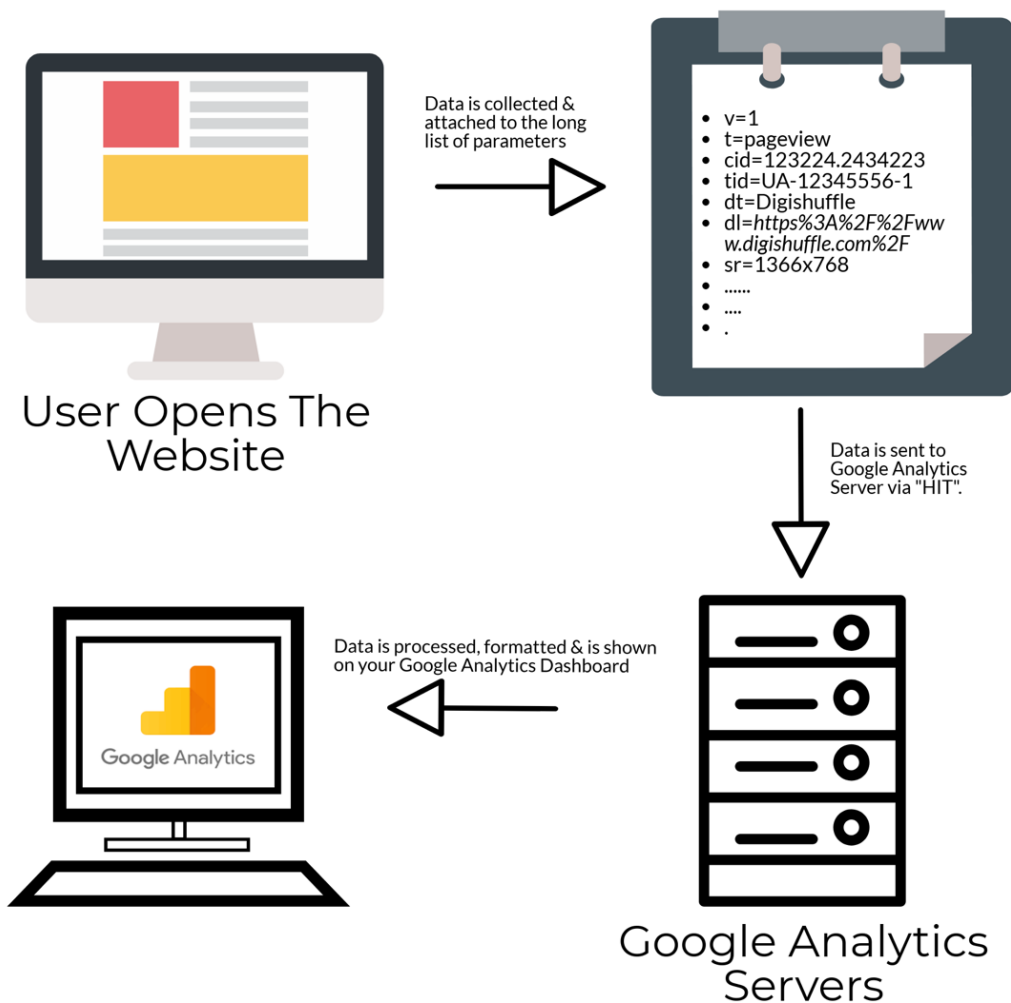 Data is collected &
attached to the long
list of parameters
• v=1
• t=pageview
• cid=123224.2434223
• tid=UA-12345556-1
• dt=Digishuffle
• dl=https%3A%2F%2Fww
w.digishuffle.com%2F
• sr=1366x768
• ......
• ....
• .
User Opens The
Website
Data is sent to
Google Analytics
Server via "HIT".
Data is processed, formatted & is shown
on your Google Analytics Dashboard
Google Analytics
Google Analytics
Servers